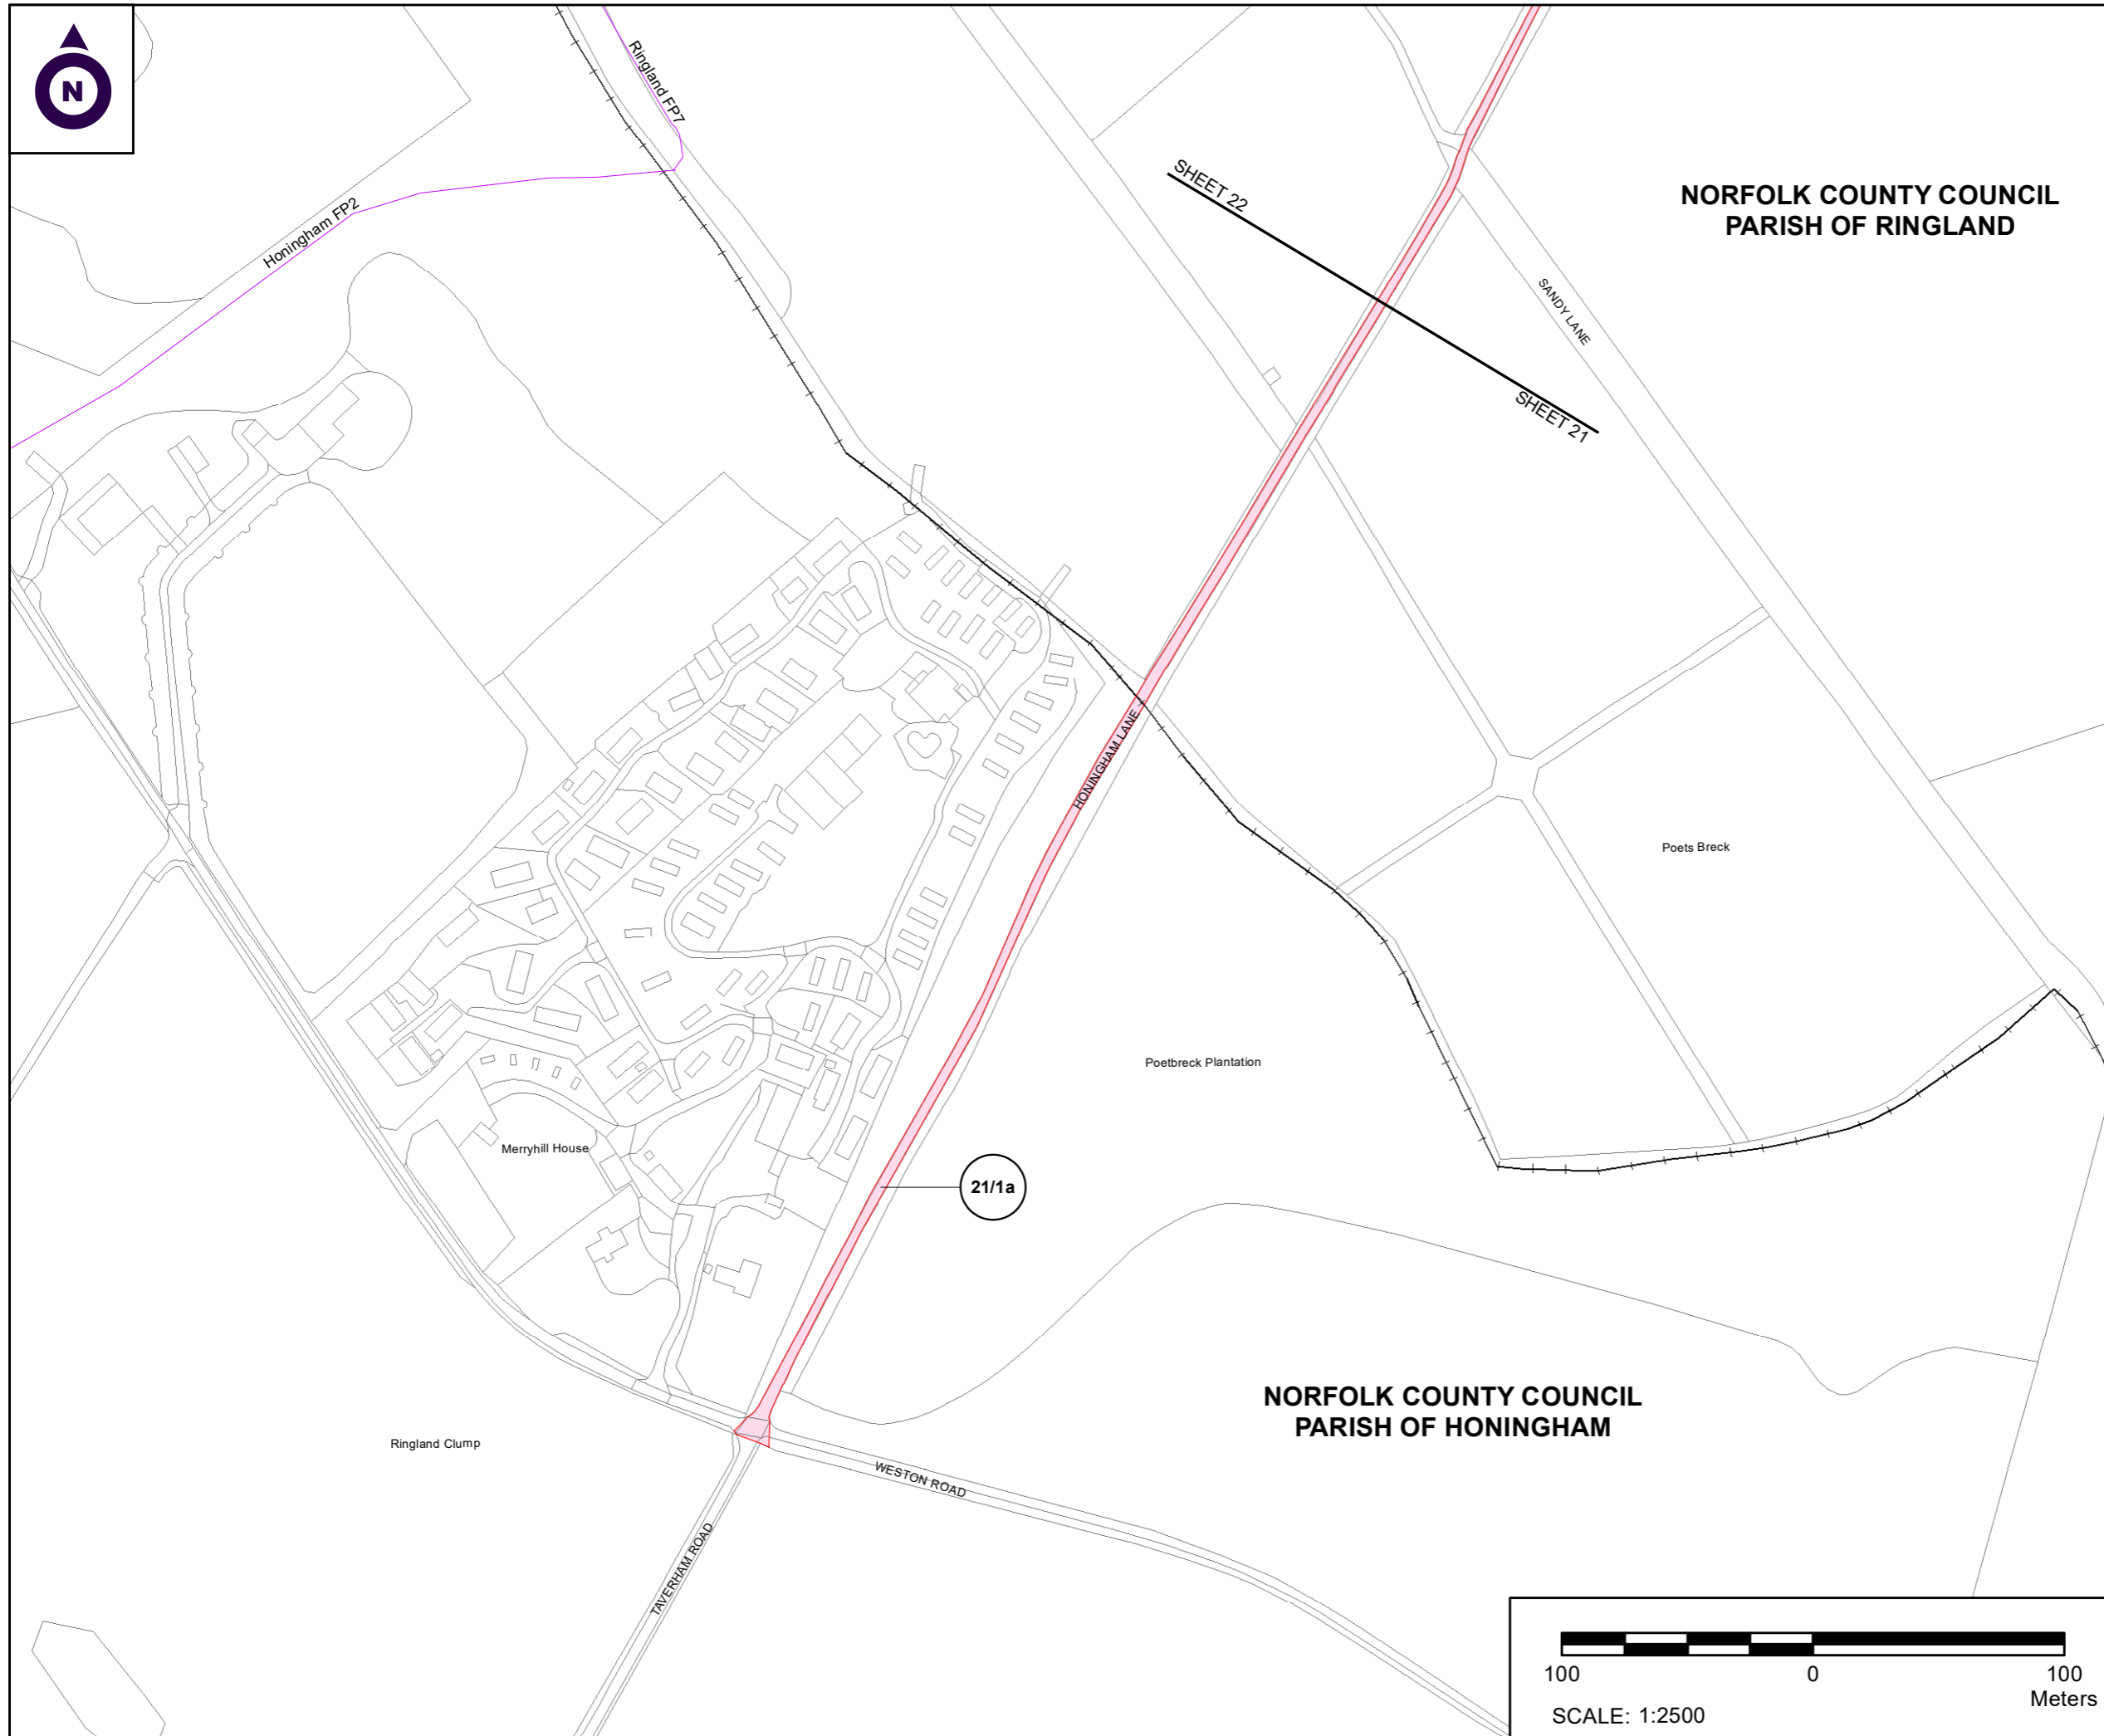 N
Ringland FP7
Honingham FP2
SHEET 22
SHEET 21
NORFOLK COUNTY COUNCIL
PARISH OF RINGLAND
SANDY LANE
HONINGHAM LANE
Poets Breck
Poetbreck Plantation
Merryhill House
21/1a
NORFOLK COUNTY COUNCIL
PARISH OF HONINGHAM
Ringland Clump
WESTON ROAD
TAVERHAM ROAD
100 0 100
Meters
SCALE: 1:2500